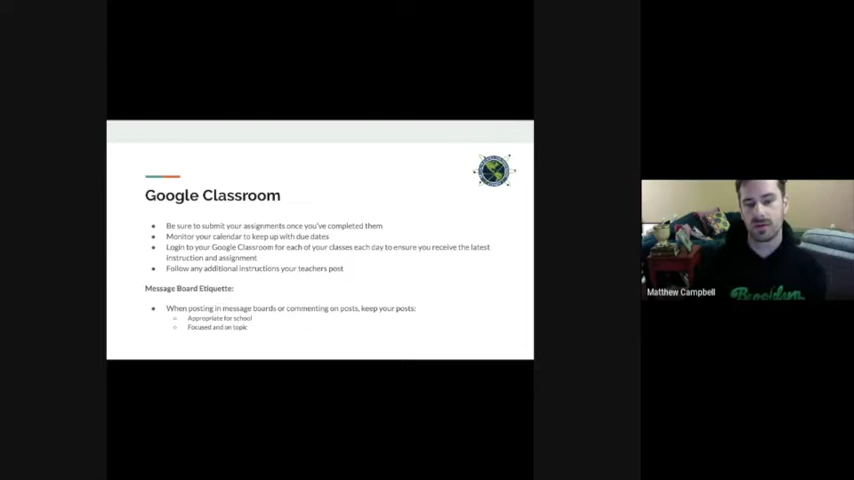 Google Classroom
Be sure to submit your assignments once you've completed them
Monitor your calendar to keep up with due dates
Login to your Google Classroom for each of your classes each day to ensure you receive the latest
instruction and assignment
Follow any additional instructions your teachers post
Message Board Etiquette:
When posting in message boards or commenting on posts, keep your posts:
Appropriate for school
Focused and on topic
Matthew Campbell
Brooklyn